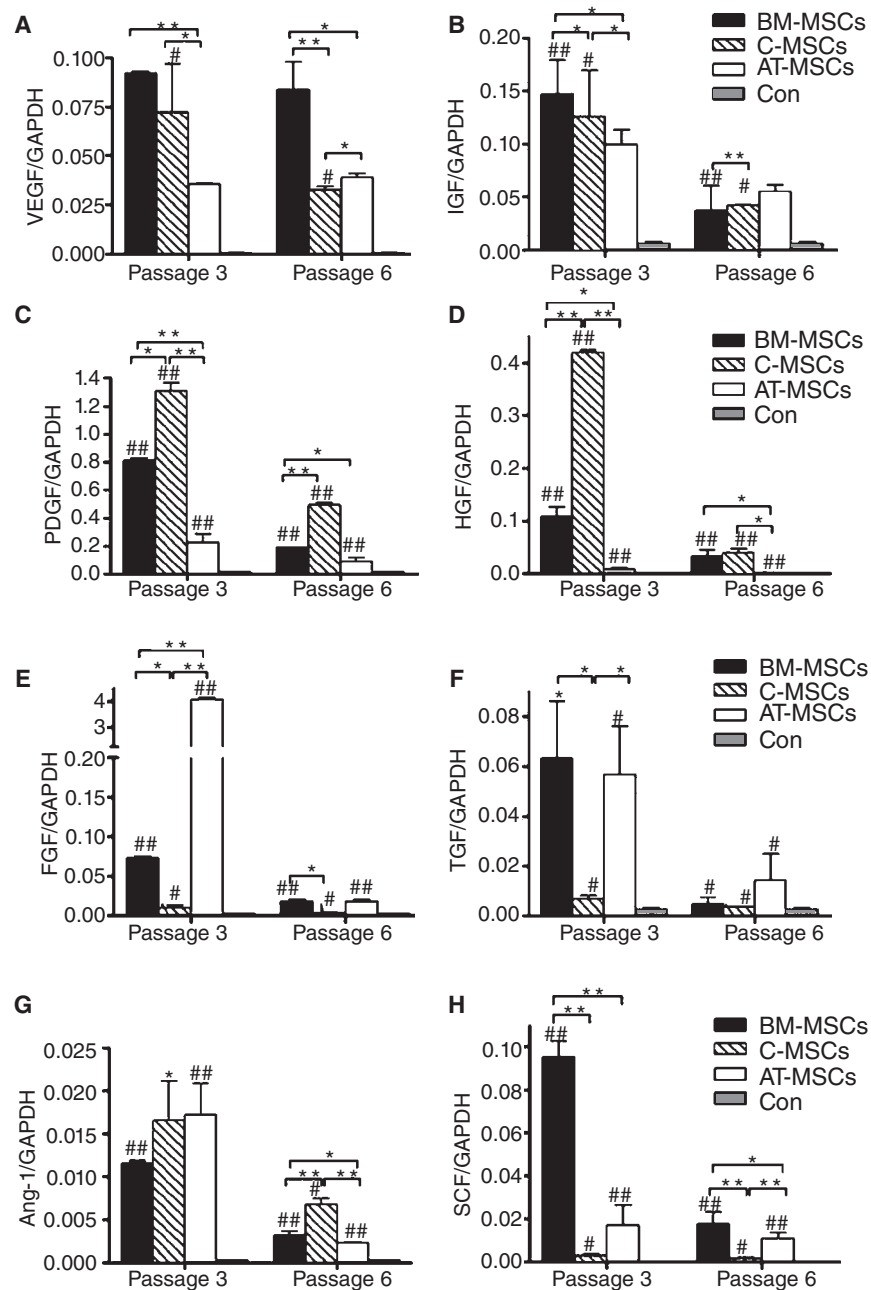 A
* *
# *
*
* *
0.100
0.075
0.050
0.025
0.000
VEGF/GAPDH
*
#
Passage 3
Passage 6
B
BM-MSCs
C-MSCs
AT-MSCs
Con
*
* *
## #
0.20
0.15
0.10
0.05
0.00
IGF/GAPDH
* *
## #
Passage 3
Passage 6
C
* *
* * *
##
##
##
1.4
1.2
1.0
0.8
0.6
0.4
0.2
0.0
PDGF/GAPDH
*
* *
##
##
##
Passage 3
Passage 6
D
BM-MSCs
C-MSCs
AT-MSCs
Con
*
* * * *
##
##
##
0.4
0.3
0.2
0.1
0.0
HGF/GAPDH
*
*
## ##
##
Passage 3
Passage 6
E
* *
* * *
##
##
#
4
3
0.20
0.15
0.10
0.05
0.00
FGF/GAPDH
*
## # ##
Passage 3
Passage 6
F
BM-MSCs
C-MSCs
AT-MSCs
Con
* *
*
#
#
0.08
0.06
0.04
0.02
0.00
TGF/GAPDH
# #
#
Passage 3
Passage 6
G
0.025
0.020
0.015
0.010
0.005
0.000
Ang-1/GAPDH
## * ##
*
* * * *
## # ##
Passage 3
Passage 6
H
BM-MSCs
C-MSCs
AT-MSCs
Con
* *
* *
##
#
##
0.10
0.08
0.06
0.04
0.02
0.00
SCF/GAPDH
*
* * * *
## # ##
Passage 3
Passage 6